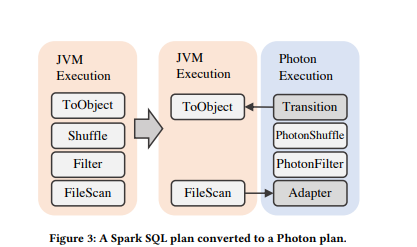 JVM
Execution
ToObject
Shuffle
Filter
FileScan
JVM
Execution
ToObject
FileScan
Photon
Execution
Transition
PhotonShuffle
PhotonFilter
Adapter
Figure 3: A Spark SQL plan converted to a Photon plan.